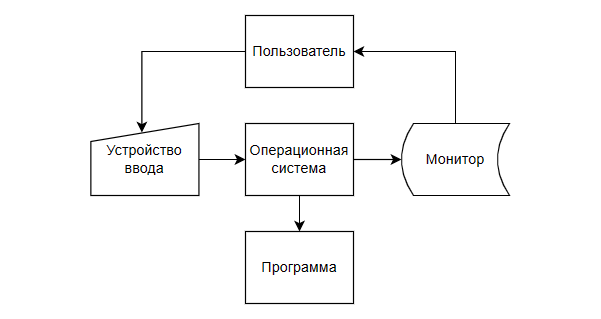 Пользователь
Устройство
ввода
Операционная
система
Монитор
Программа